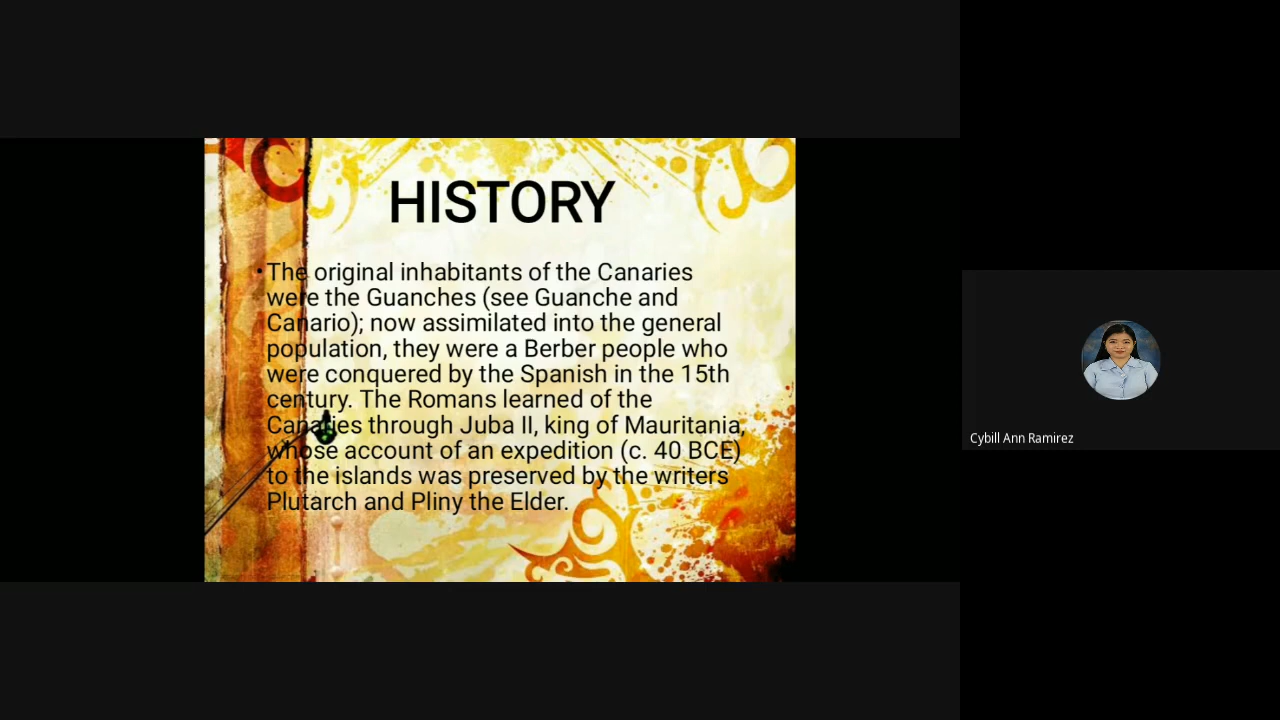 HISTORY
•The original inhabitants of the Canaries
were the Guanches (see Guanche and
Canario); now assimilated into the general
population, they were a Berber people who
were conquered by the Spanish in the 15th
century. The Romans learned of the
Canaries through Juba II, king of Mauritania,
whose account of an expedition (c. 40 BCE)
to the islands was preserved by the writers
Plutarch and Pliny the Elder.
Cybill Ann Ramirez